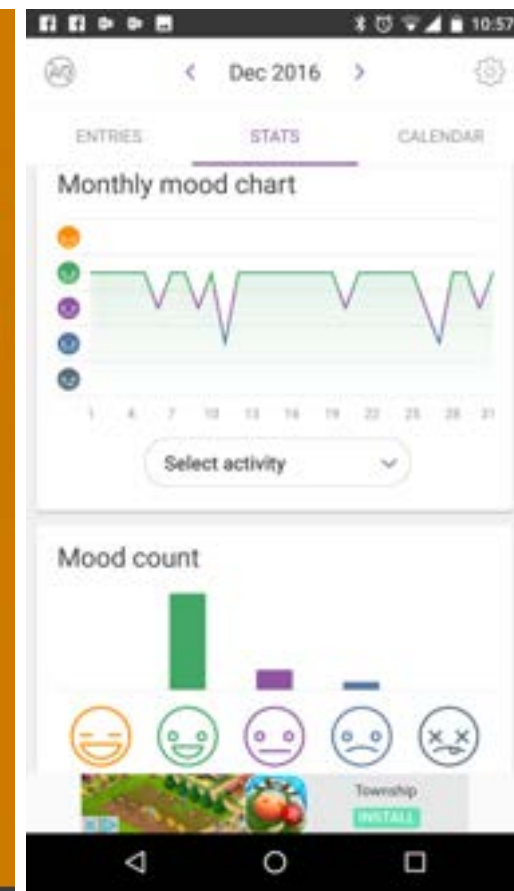 10:57
Dec 2016
ENTRIES STATS CALENDAR
Monthly mood chart
1 4 7 10 13 16 19 22 25 28 31
Select activity
Mood count
Township
INSTALL